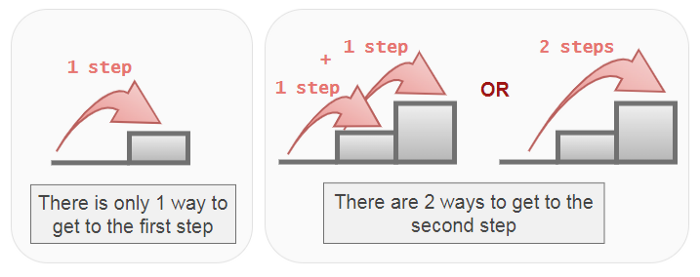 1 step
There is only 1 way to
get to the first step
1 step
+
1 step
OR
2 steps
There are 2 ways to get to the
second step